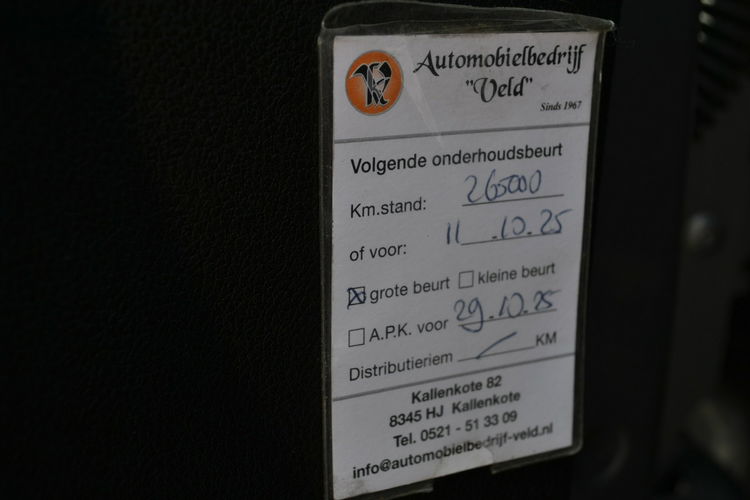 Automobielbedrijf
"Veld"
Sinds 1967
Volgende onderhoudsbeurt
Km.stand: 265000
of voor: 11.10.25
grote beurt kleine beurt
A.P.K. voor 29.10.25
Distributieriem KM
Kallenkote 82
8345 HJ Kallenkote
Tel. 0521 - 51 33 09
info@automobielbedrijf-veld.nl